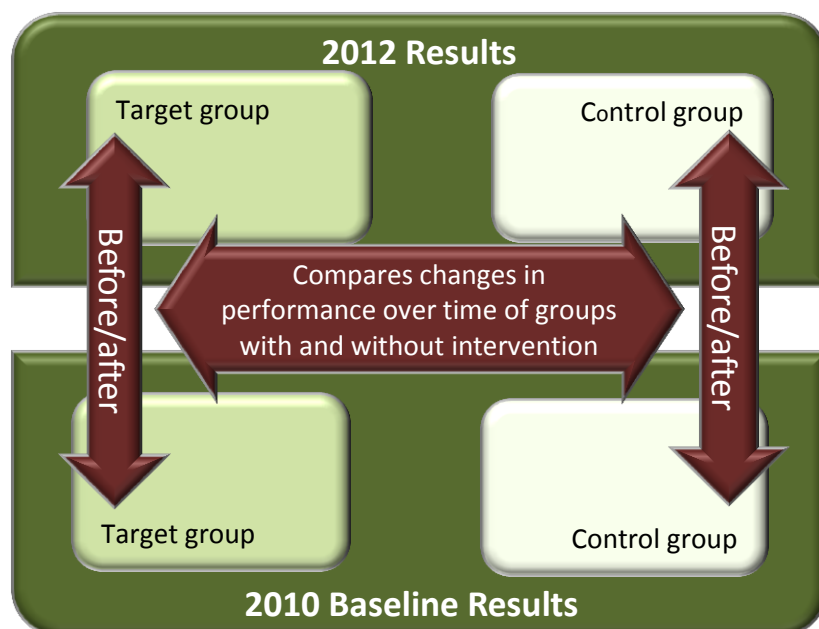 2012 Results
Target group
Control group
Before/after
Compares changes in
performance over time of groups
with and without intervention
Before/after
Target group
Control group
2010 Baseline Results